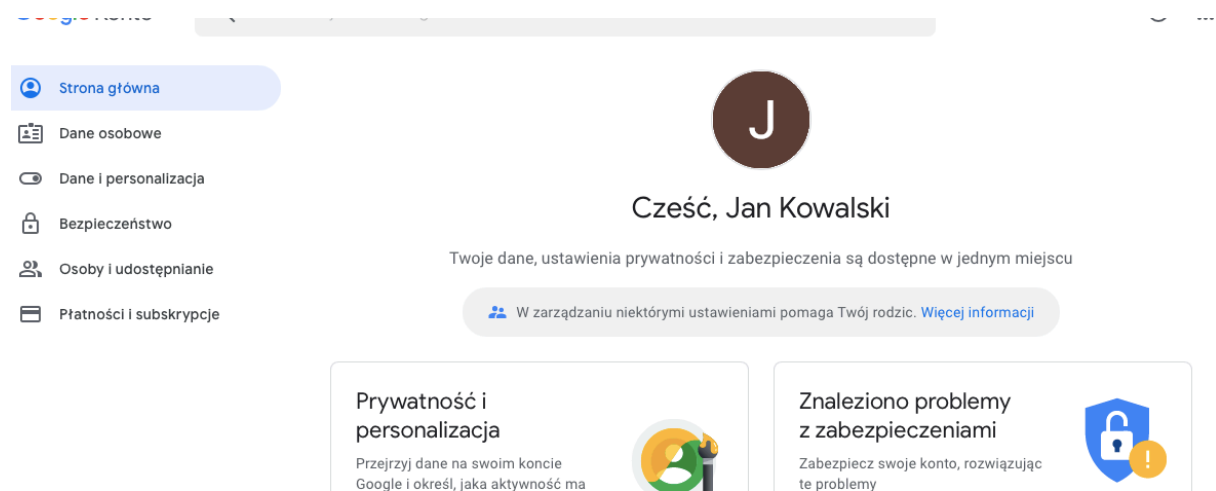 Strona główna
Dane osobowe
Dane i personalizacja
Bezpieczeństwo
Osoby i udostępnianie
Płatności i subskrypcje
J
Cześć, Jan Kowalski
Twoje dane, ustawienia prywatności i zabezpieczenia są dostępne w jednym miejscu
W zarządzaniu niektórymi ustawieniami pomaga Twój rodzic. Więcej informacji
Prywatność i
personalizacja
Przejrzyj dane na swoim koncie
Google i określ, jaka aktywność ma
Znaleziono problemy
z zabezpieczeniami
Zabezpiecz swoje konto, rozwiązując
te problemy